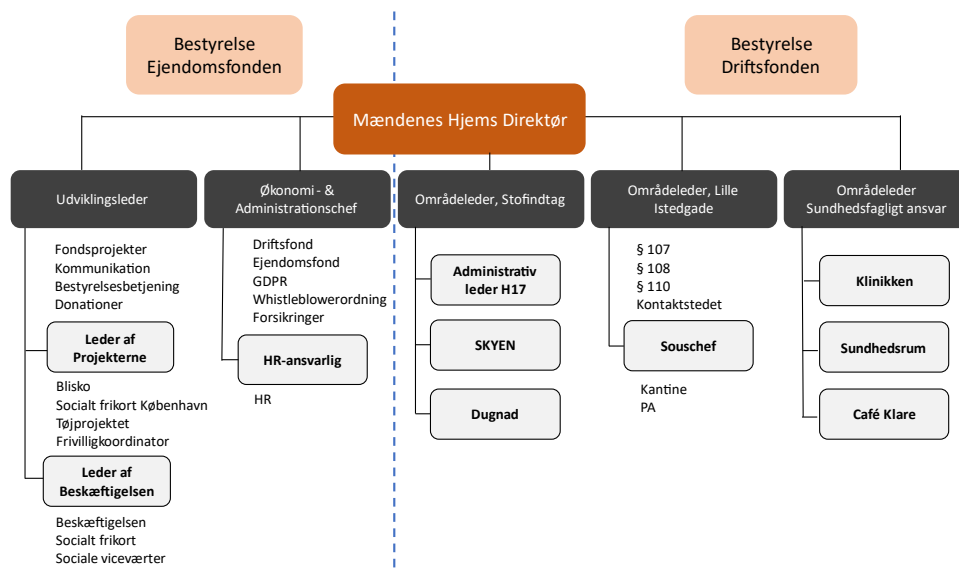 Bestyrelse
Ejendomsfonden
Bestyrelse
Driftsfonden
Mændenes Hjems Direktør
Udviklingsleder
Fondsprojekter
Kommunikation
Bestyrelsesbetjening
Donationer
Leder af
Projekterne
Blisko
Socialt frikort København
Tøjprojektet
Frivilligkoordinator
Leder af
Beskæftigelsen
Beskæftigelsen
Socialt frikort
Sociale viceværter
Økonomi- &
Administrationschef
Driftsfond
Ejendomsfond
GDPR
Whistleblowerordning
Forsikringer
HR-ansvarlig
HR
Områdeleder, Stofindtag
Administrativ
leder H17
SKYEN
Dugnad
Områdeleder, Lille
Istedgade
§ 107
§ 108
§ 110
Kontaktstedet
Souschef
Kantine
PA
Områdeleder
Sundhedsfagligt ansvar
Klinikken
Sundhedsrum
Café Klare